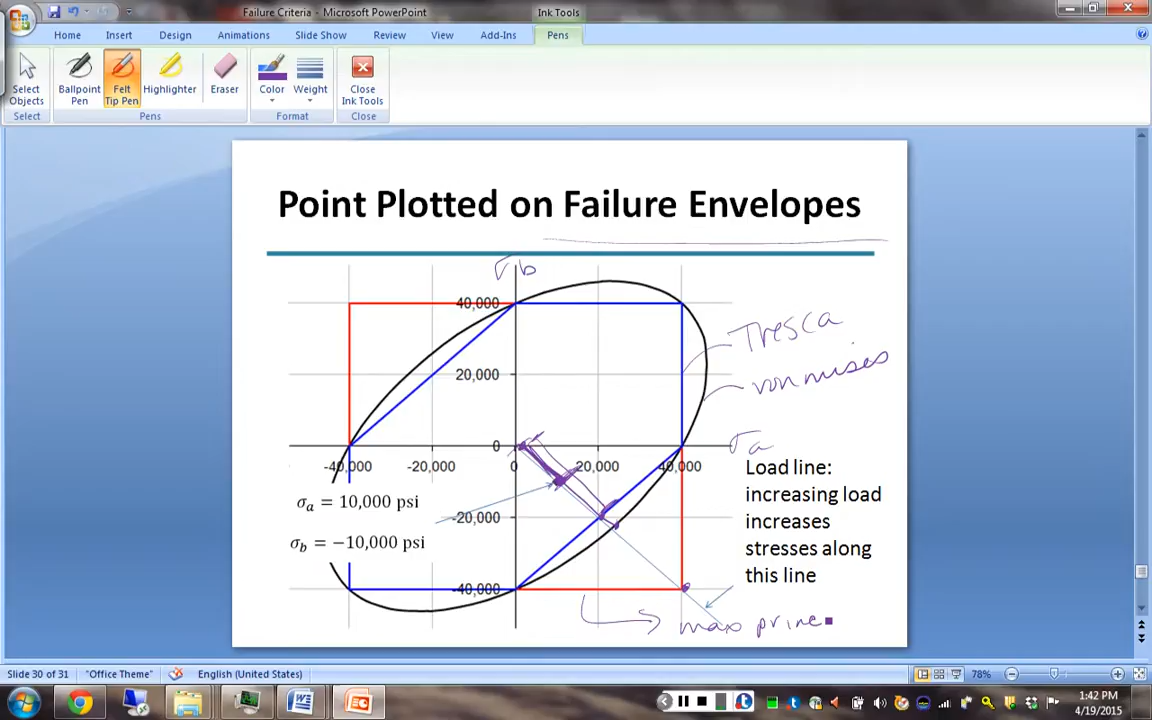 Failure Criteria - Microsoft PowerPoint
Ink Tools
Home Insert Design Animations Slide Show Review View Add-Ins Pens
Select Objects
Ballpoint Pen
Felt Tip Pen
Highlighter
Eraser
Color
Weight
Close Ink Tools
Select Pens Format Close
Point Plotted on Failure Envelopes
σb
40,000
20,000
0
-40,000 -20,000 0 20,000 40,000
-20,000
-40,000
Tresca
von mises
σa
σa = 10,000 psi
σb = −10,000 psi
Load line:
increasing load
increases
stresses along
this line
max princ
Slide 30 of 31 "Office Theme" English (United States) 78%
1:42 PM
4/19/2015